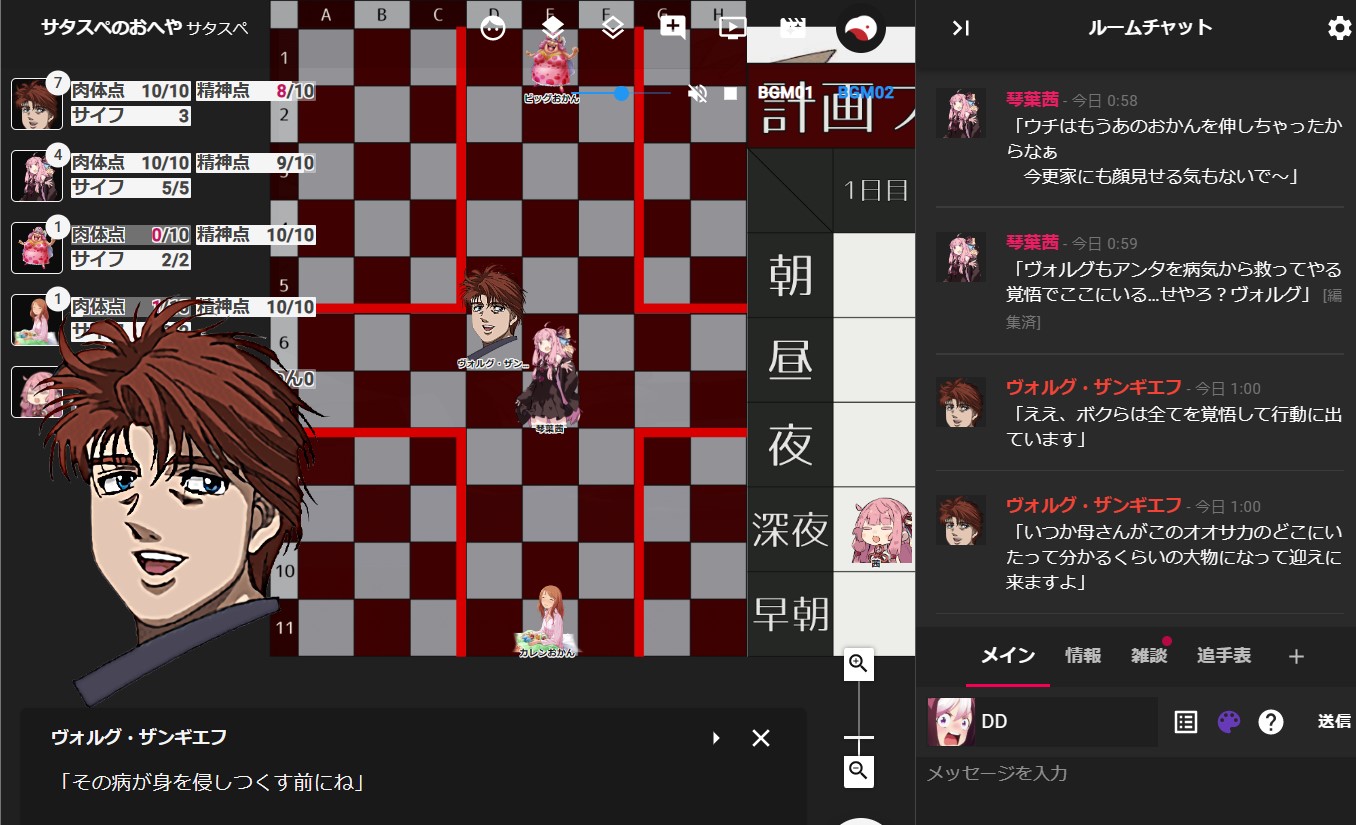 サタスペのおへや サタスペ
7
肉体点 10/10 精神点 8/10
サイフ 3
4
肉体点 10/10 精神点 9/10
サイフ 5/5
1
肉体点 0/10 精神点 10/10
サイフ 2/2
1
肉体点 精神点 10/10
A B C D E F G H
1
2
3
5
6
10
11
ビッグおかん
ヴォルグ・ザン...
琴葉茜
カレンおかん
BGM01 BGM02
計画
1日目
朝
昼
夜
深夜
茜
早朝
ヴォルグ・ザンギエフ
「その病が身を侵しつくす前にね」
ルームチャット
琴葉茜 - 今日 0:58
「ウチはもうあのおかんを伸しちゃったか
らなぁ
今更家にも顔見せる気もないで～」
琴葉茜 - 今日 0:59
「ヴォルグもアンタを病気から救ってやる
覚悟でここにいる...せやろ？ヴォルグ」 [編
集済]
ヴォルグ・ザンギエフ - 今日 1:00
「ええ、ボクらは全てを覚悟して行動に出
ています」
ヴォルグ・ザンギエフ - 今日 1:00
「いつか母さんがこのオオサカのどこにい
たって分かるくらいの大物になって迎えに
来ますよ」
メイン 情報 雑談 追手表
DD
送信
メッセージを入力